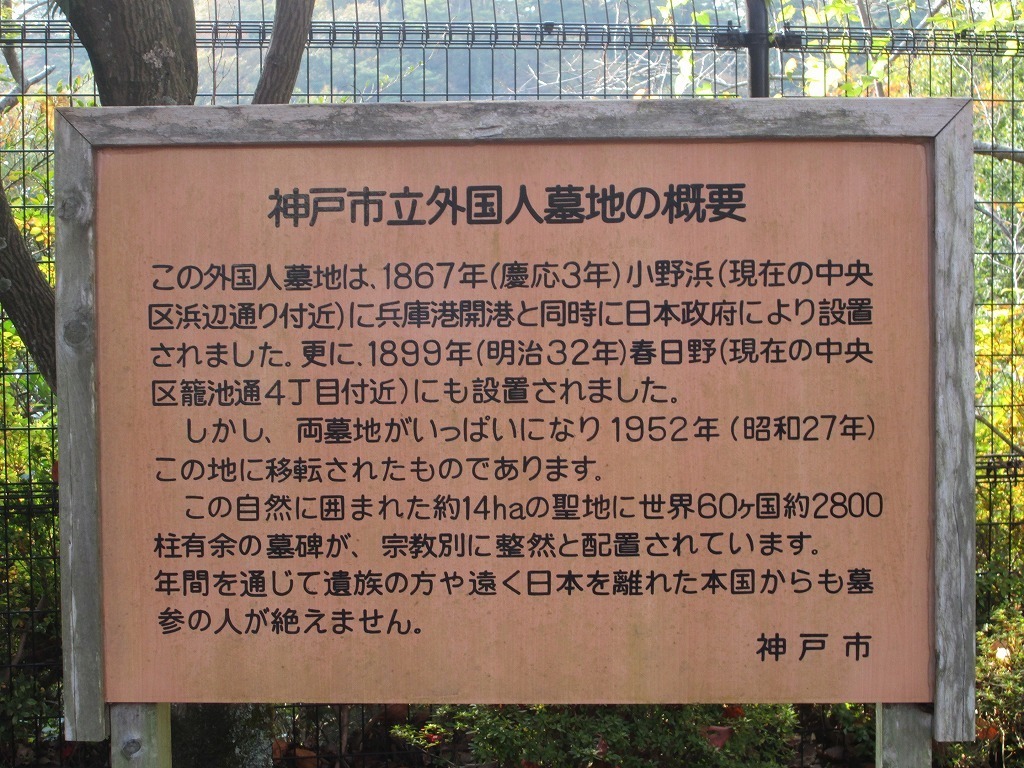 神戸市立外国人墓地の概要
この外国人墓地は、1867年(慶応3年)小野浜(現在の中央
区浜辺通り付近)に兵庫港開港と同時に日本政府により設置
されました。更に、1899年(明治32年)春日野(現在の中央
区籠池通4丁目付近)にも設置されました。
しかし、両墓地がいっぱいになり1952年(昭和27年)
この地に移転されたものであります。
この自然に囲まれた約14haの聖地に世界60ヶ国約2800
柱有余の墓碑が、宗教別に整然と配置されています。
年間を通じて遺族の方や遠く日本を離れた本国からも墓
参の人が絶えません。
神戸市